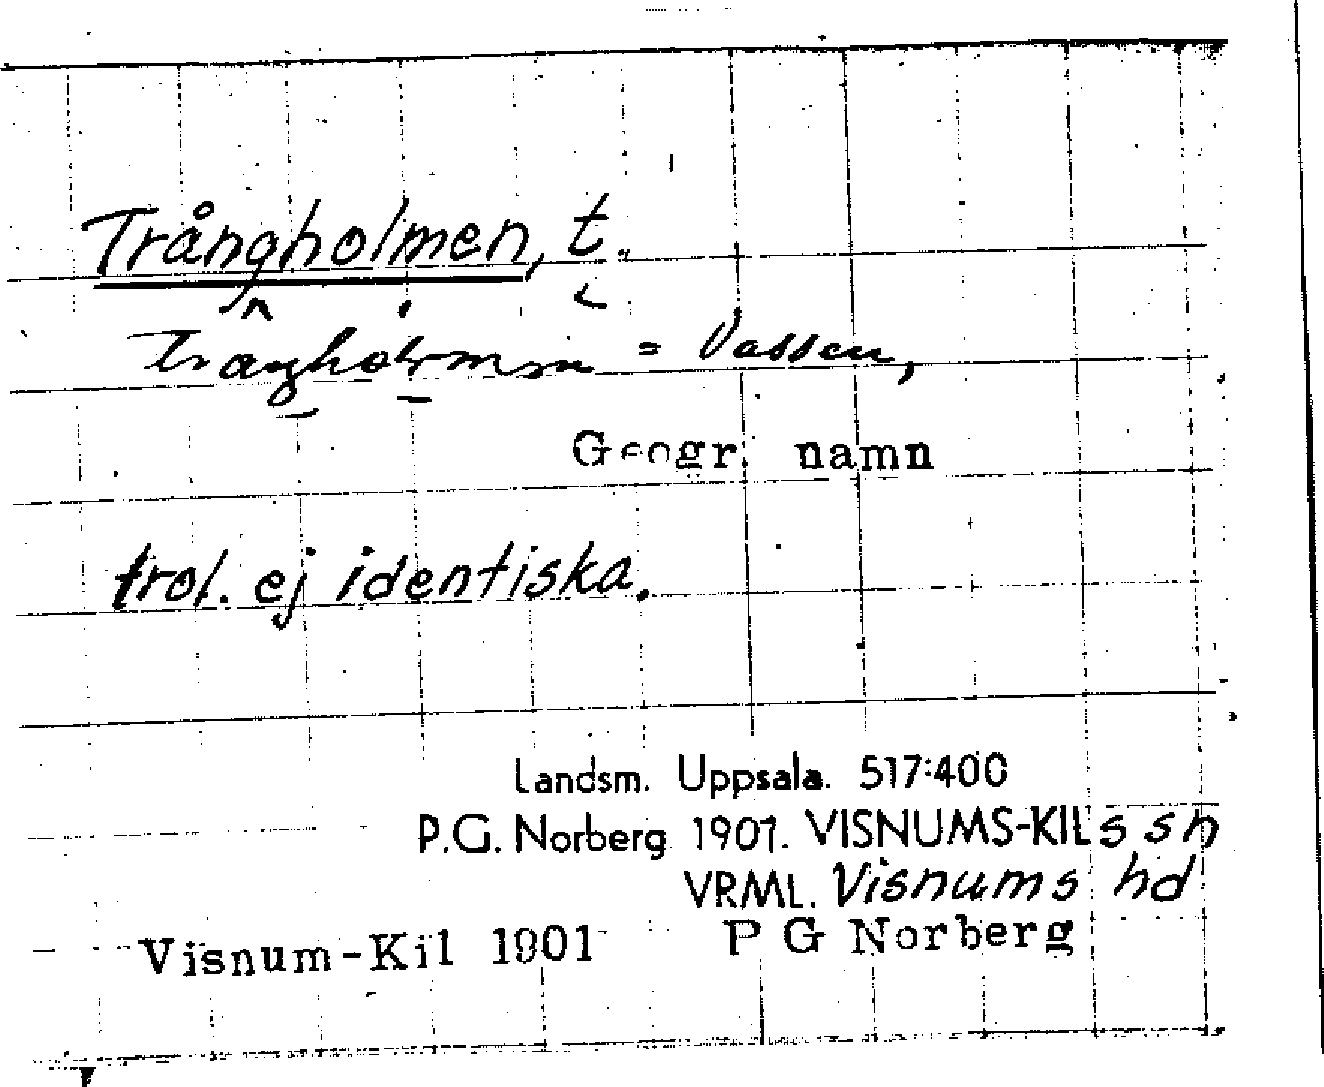 Trångholmen, t.
= Vassen,
Geogr. namn
trol. ej identiska.
Landsm. Uppsala. 517:400
P.G. Norberg 1901. VISNUMS-KILs sn
VRML. Visnums hd
Visnum-Kil 1901 P G Norberg